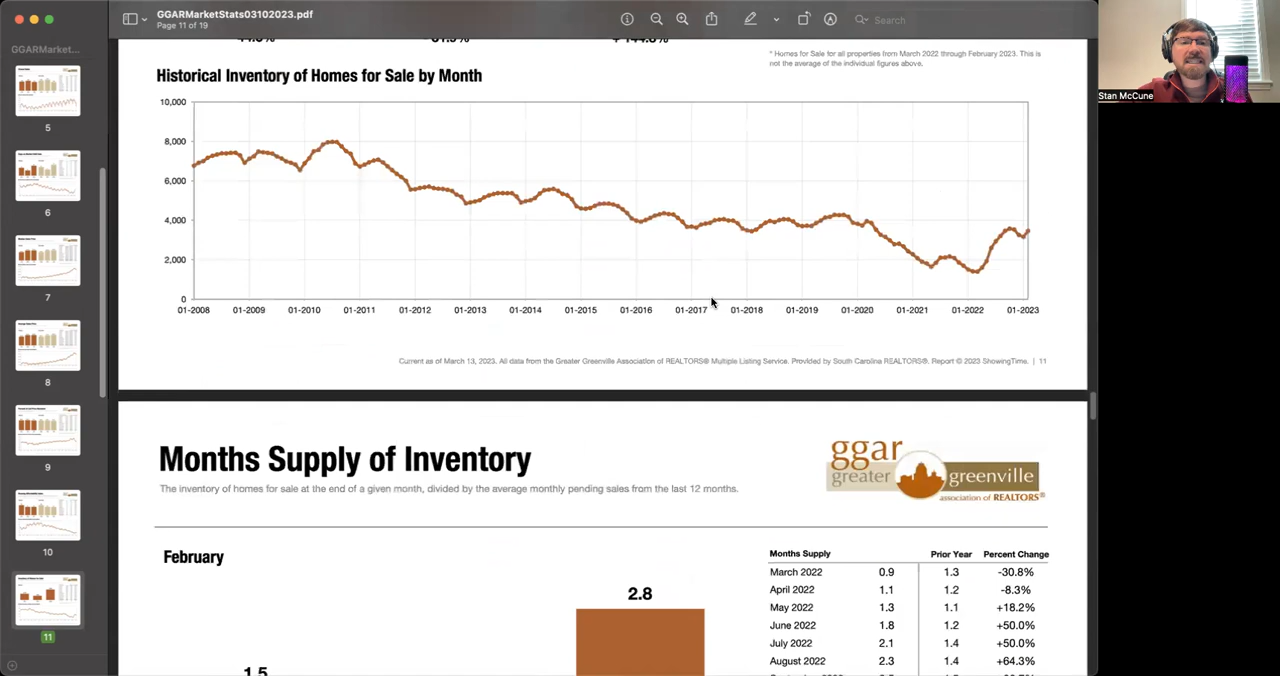 GGARMarketStats03102023.pdf
Page 11 of 19
Search
GGARMarket...
5
6
7
8
9
10
11
* Homes for Sale for all properties from March 2022 through February 2023. This is
not the average of the individual figures above.
Historical Inventory of Homes for Sale by Month
10,000
8,000
6,000
4,000
2,000
0
01-2008 01-2009 01-2010 01-2011 01-2012 01-2013 01-2014 01-2015 01-2016 01-2017 01-2018 01-2019 01-2020 01-2021 01-2022 01-2023
Current as of March 13, 2023. All data from the Greater Greenville Association of REALTORS® Multiple Listing Service. Provided by South Carolina REALTORS®. Report © 2023 ShowingTime. | 11
Months Supply of Inventory
The inventory of homes for sale at the end of a given month, divided by the average monthly pending sales from the last 12 months.
ggar
greater greenville
association of REALTORS®
February
2.8
1.5
Months Supply Prior Year Percent Change
March 2022 0.9 1.3 -30.8%
April 2022 1.1 1.2 -8.3%
May 2022 1.3 1.1 +18.2%
June 2022 1.8 1.2 +50.0%
July 2022 2.1 1.4 +50.0%
August 2022 2.3 1.4 +64.3%
Stan McCune